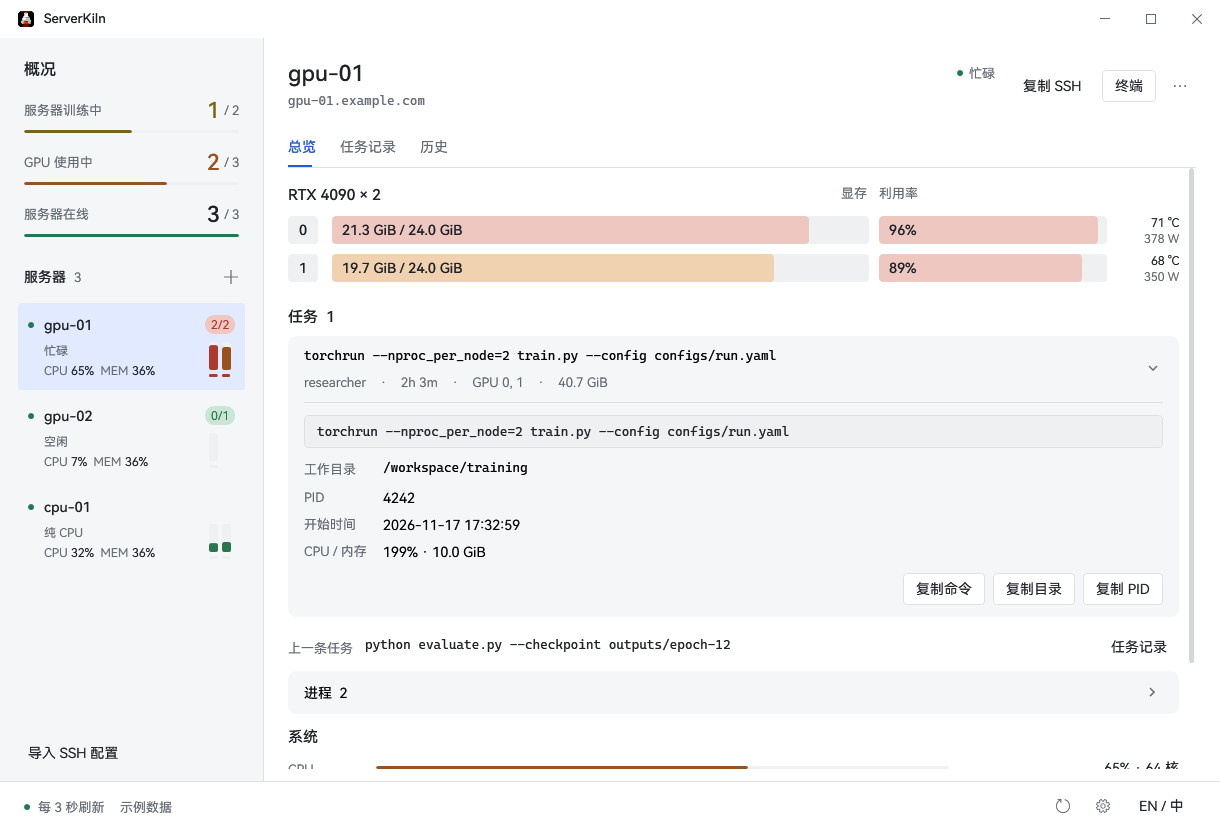 ServerKiln
概况
服务器训练中 1 / 2
GPU 使用中 2 / 3
服务器在线 3 / 3
服务器 3
gpu-01 2/2
忙碌
CPU 65% MEM 36%
gpu-02 0/1
空闲
CPU 7% MEM 36%
cpu-01
纯 CPU
CPU 32% MEM 36%
导入 SSH 配置
gpu-01
gpu-01.example.com
忙碌
复制 SSH
终端
总览 任务记录 历史
RTX 4090 × 2 显存 利用率
0 21.3 GiB / 24.0 GiB 96% 71 °C
378 W
1 19.7 GiB / 24.0 GiB 89% 68 °C
350 W
任务 1
torchrun --nproc_per_node=2 train.py --config configs/run.yaml
researcher · 2h 3m · GPU 0, 1 · 40.7 GiB
torchrun --nproc_per_node=2 train.py --config configs/run.yaml
工作目录 /workspace/training
PID 4242
开始时间 2026-11-17 17:32:59
CPU / 内存 199% · 10.0 GiB
复制命令 复制目录 复制 PID
上一条任务 python evaluate.py --checkpoint outputs/epoch-12 任务记录
进程 2
系统
CPU 65% · 64 核
每 3 秒刷新 示例数据
EN / 中